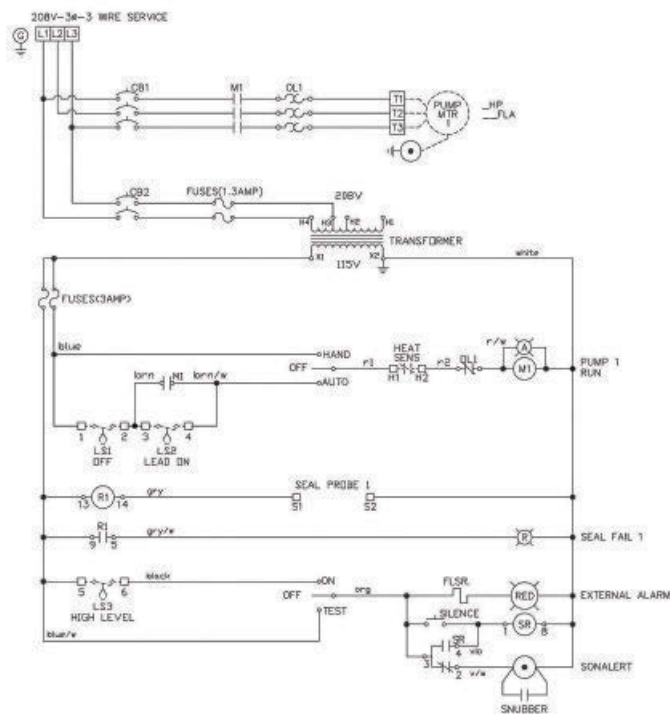 208V-3Ø-3 WIRE SERVICE
G
L1 L2 L3
CB1 M1 OL1
T1
T2
T3
PUMP
MTR
1
_HP
__FLA
CB2 FUSES(1.3AMP) 208V
H4 H3 H2 H1
TRANSFORMER
X1 115V X2
white
FUSES(3AMP)
blue
HAND
OFF
AUTO
r1
HEAT
SENS
H1 H2
r2
OL1
r/w
A
M1
PUMP 1
RUN
lorn M1 lorn/w
1 2 3 4
LS1
OFF
LS2
LEAD ON
13 R1 14 gry
SEAL PROBE 1
S1 S2
R1
9 5 gry/w
R
SEAL FAIL 1
5 6 black
LS3
HIGH LEVEL
ON
OFF
TEST
org
FLSR.
RED
EXTERNAL ALARM
SILENCE
1 SR 8
SR
4 vio
3
2
v/w
SONALERT
blue/w
SNUBBER